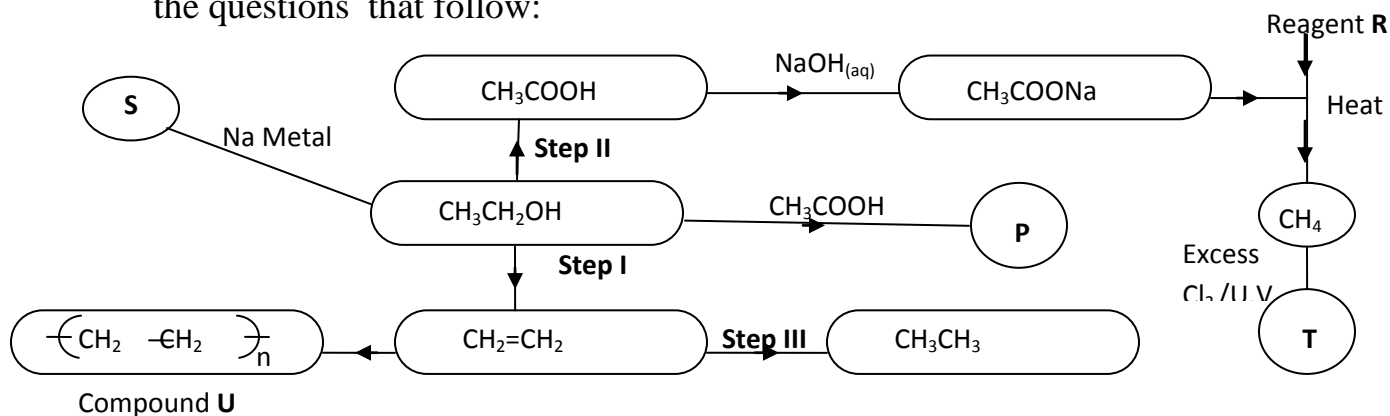 the questions that follow:
Reagent R
NaOH(aq)
CH₃COOH
CH₃COONa
S
Na Metal
Heat
Step II
CH₃CH₂OH
CH₃COOH
P
CH₄
Step I
Excess
Cl₂/U.V
CH₂ CH₂ n
CH₂=CH₂
Step III
CH₃CH₃
T
Compound U